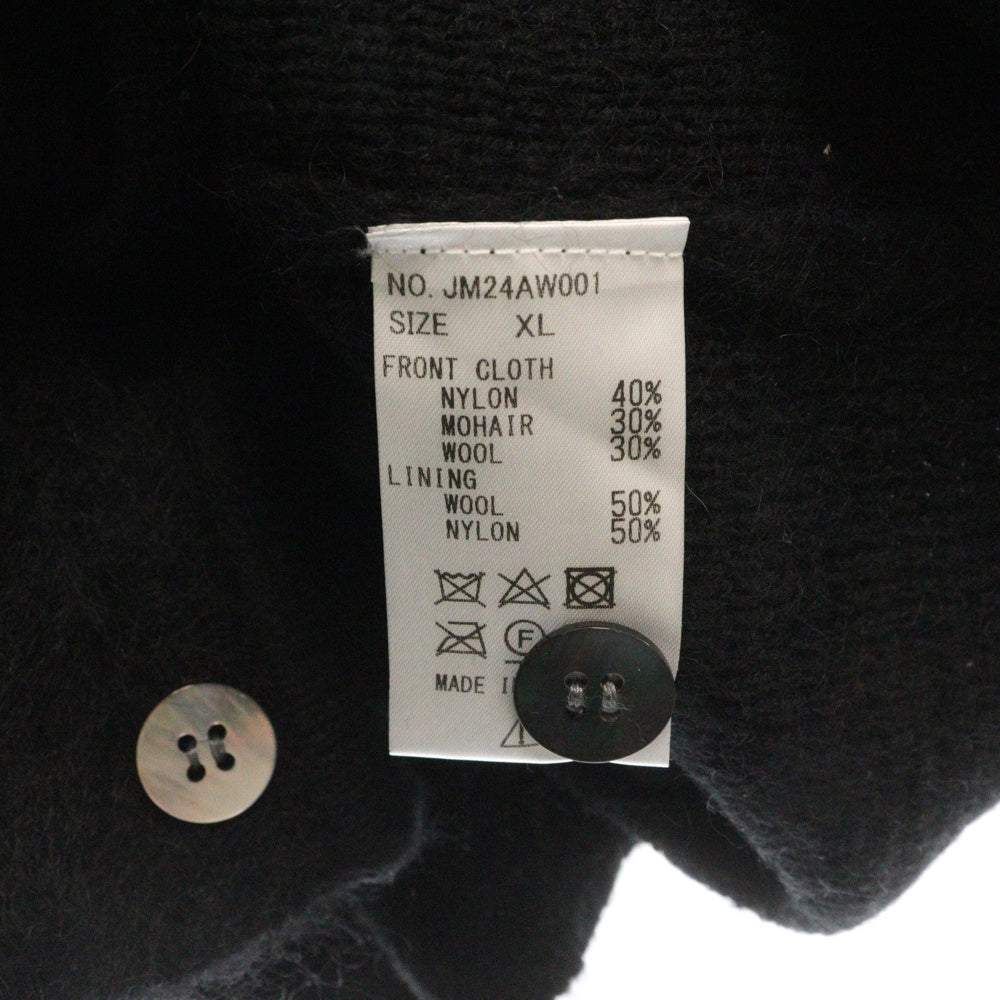 NO. JM24AW001
SIZE XL
FRONT CLOTH
NYLON 40%
MOHAIR 30%
WOOL 30%
LINING
WOOL 50%
NYLON 50%
F
MADE